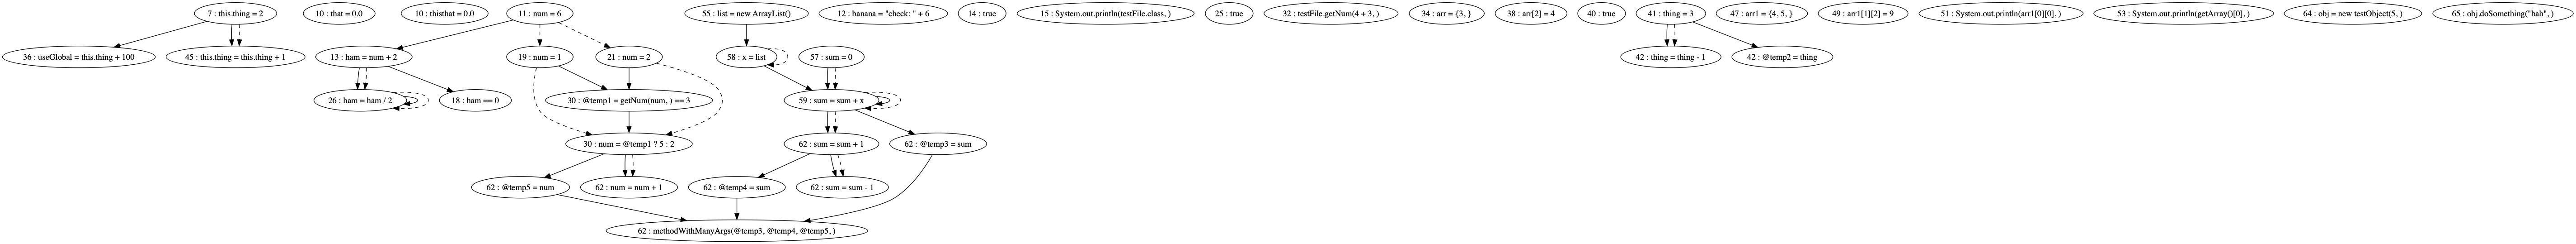 7 : this.thing = 2
10 : that = 0.0
10 : thisthat = 0.0
11 : num = 6
55 : list = new ArrayList()
12 : banana = "check: " + 6
14 : true
15 : System.out.println(testFile.class, )
25 : true
32 : testFile.getNum(4 + 3, )
34 : arr = {3, }
38 : arr[2] = 4
40 : true
41 : thing = 3
47 : arr1 = {4, 5, }
49 : arr1[1][2] = 9
51 : System.out.println(arr1[0][0], )
53 : System.out.println(getArray()[0], )
64 : obj = new testObject(5, )
65 : obj.doSomething("bah", )
36 : useGlobal = this.thing + 100
45 : this.thing = this.thing + 1
13 : ham = num + 2
19 : num = 1
21 : num = 2
58 : x = list
57 : sum = 0
42 : thing = thing - 1
42 : @temp2 = thing
26 : ham = ham / 2
18 : ham == 0
30 : @temp1 = getNum(num, ) == 3
59 : sum = sum + x
30 : num = @temp1 ? 5 : 2
62 : sum = sum + 1
62 : @temp3 = sum
62 : @temp5 = num
62 : num = num + 1
62 : @temp4 = sum
62 : sum = sum - 1
62 : methodWithManyArgs(@temp3, @temp4, @temp5, )